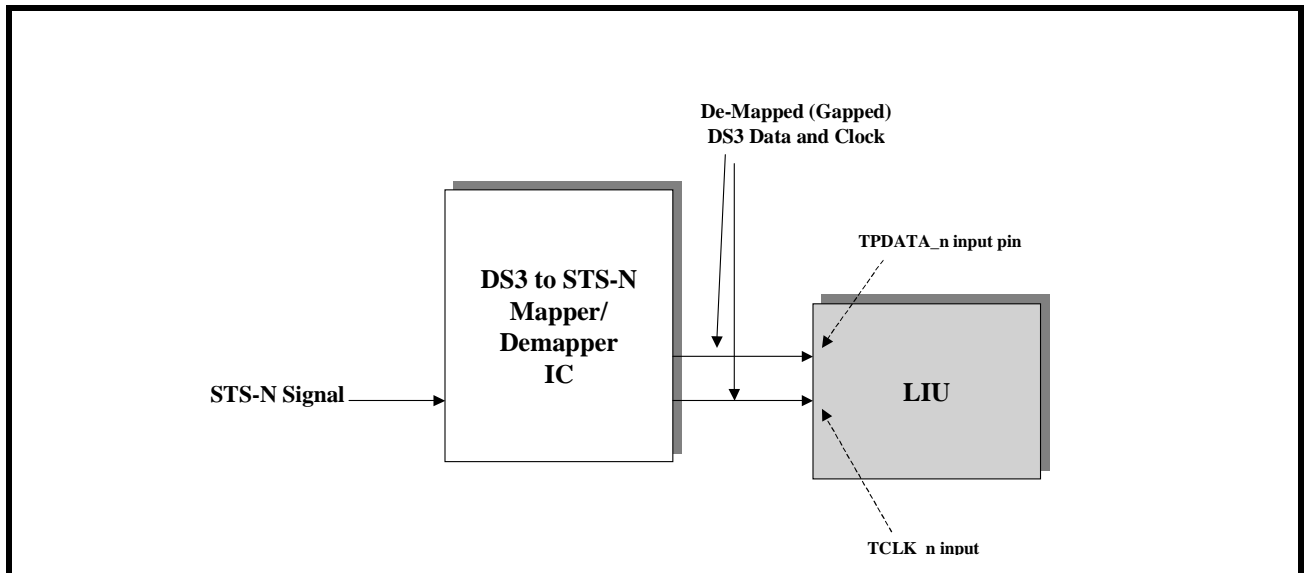 De-Mapped (Gapped)
DS3 Data and Clock
TPDATA_n input pin
DS3 to STS-N
Mapper/
Demapper
IC
STS-N Signal
LIU
TCLK_n input